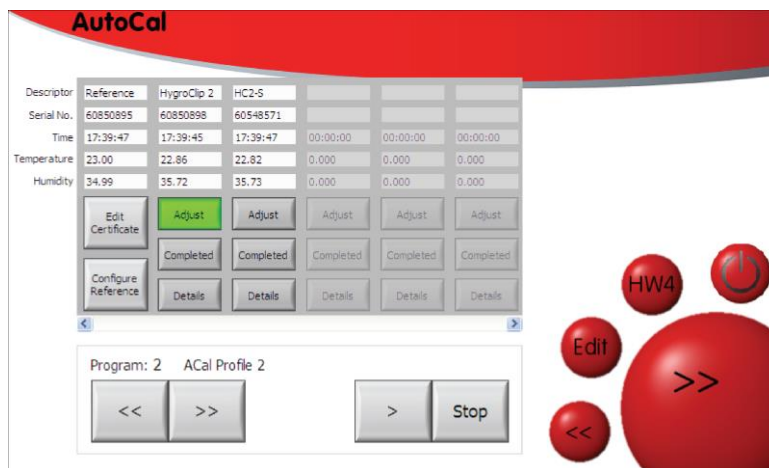 AutoCal
Descriptor Reference HygroClip 2 HC2-S
Serial No. 60850895 60850898 60548571
Time 17:39:47 17:39:45 17:39:47 00:00:00 00:00:00 00:00:00
Temperature 23.00 22.86 22.82 0.000 0.000 0.000
Humidity 34.99 35.72 35.73 0.000 0.000 0.000
Edit Certificate Adjust Adjust Adjust Adjust Adjust
Completed Completed Completed Completed Completed
Configure Reference Details Details Details Details Details
HW4
Edit
>>
<<
Program: 2 ACal Profile 2
<< >> > Stop